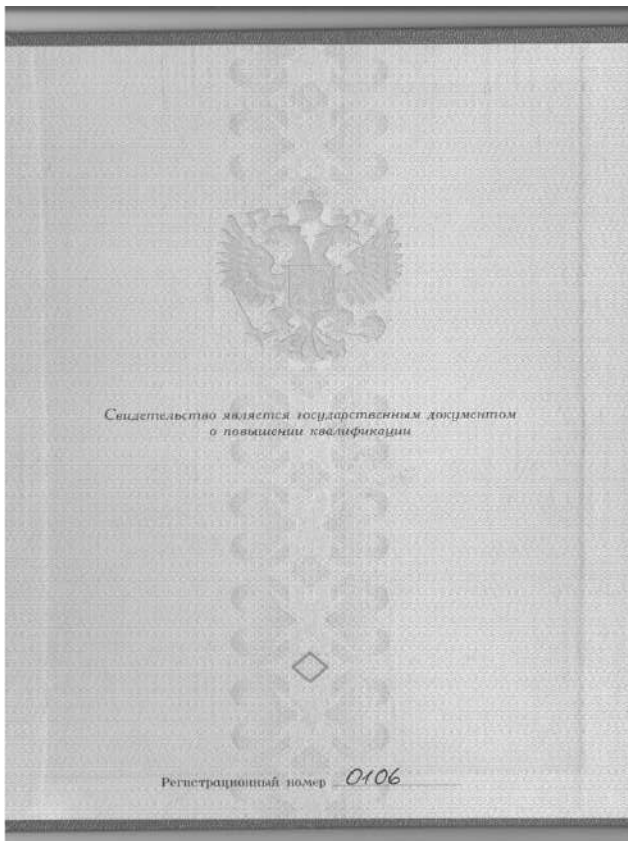 Свидетельство является государственным документом
о повышении квалификации
Регистрационный номер 0106